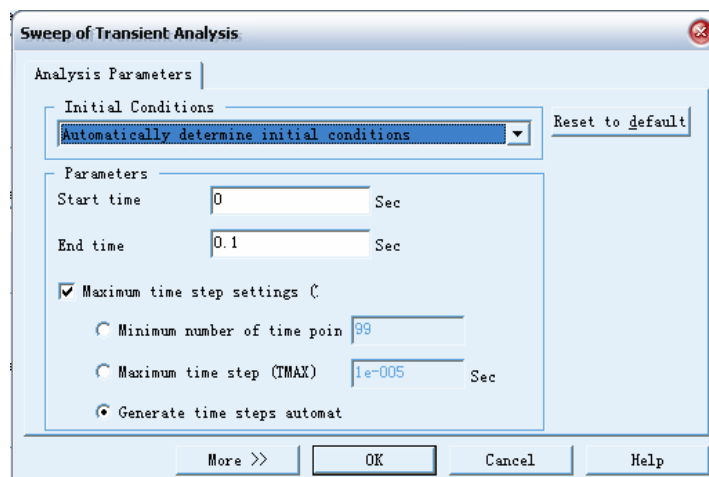 Sweep of Transient Analysis
Analysis Parameters
Initial Conditions
Automatically determine initial conditions
Reset to default
Parameters
Start time 0 Sec
End time 0.1 Sec
Maximum time step settings (
Minimum number of time poin 99
Maximum time step (TMAX) 1e-005 Sec
Generate time steps automat
More >> OK Cancel Help